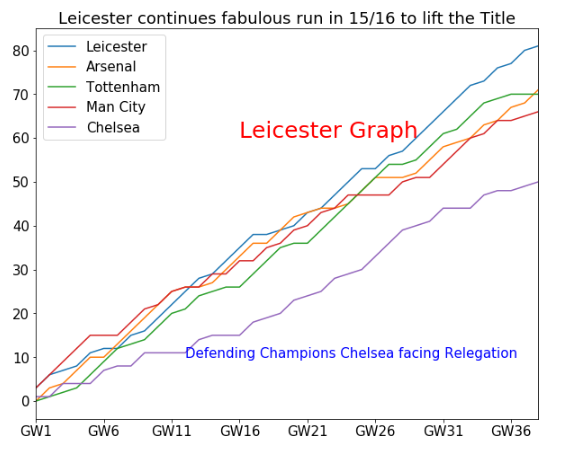 Leicester continues fabulous run in 15/16 to lift the Title
80
70
60
50
40
30
20
10
0
Leicester
Arsenal
Tottenham
Man City
Chelsea
Leicester Graph
Defending Champions Chelsea facing Relegation
GW1 GW6 GW11 GW16 GW21 GW26 GW31 GW36